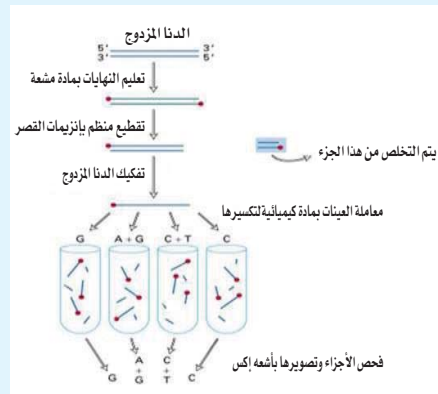 الدنا المزدوج
5' 3'
3' 5'
تعليم النهايات بمادة مشعة
تقطيع منظم بإنزيمات القصر
يتم التخلص من هذا الجزء
تفكيك الدنا المزدوج
معاملة العينات بمادة كيميائية لتكسيرها
G A+G C+T C
فحص الأجزاء وتصويرها بأشعه إكس
G A+G C+T C